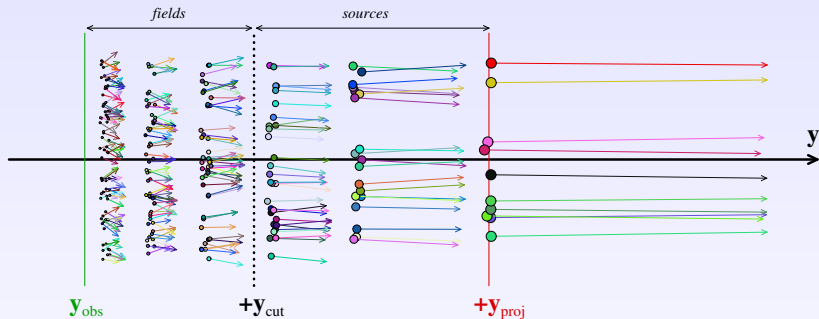 fields sources
y
y_obs +y_cut +y_proj